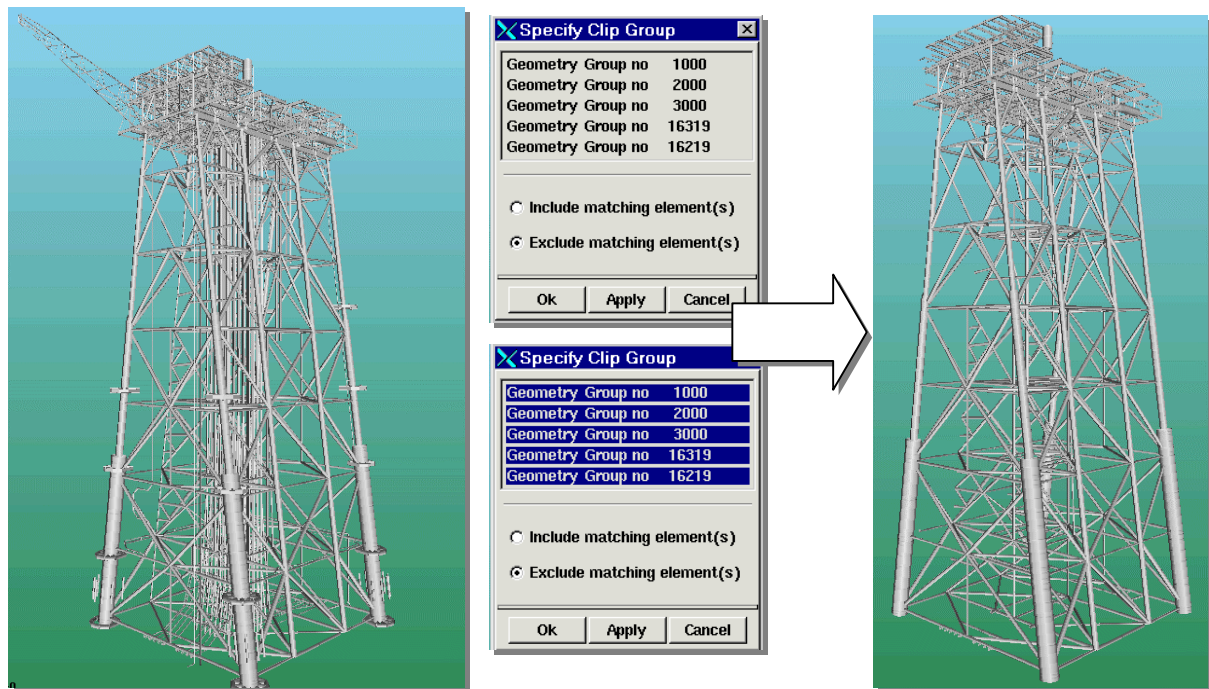 Specify Clip Group
Geometry Group no 1000
Geometry Group no 2000
Geometry Group no 3000
Geometry Group no 16319
Geometry Group no 16219
Include matching element(s)
Exclude matching element(s)
Ok Apply Cancel
Specify Clip Group
Geometry Group no 1000
Geometry Group no 2000
Geometry Group no 3000
Geometry Group no 16319
Geometry Group no 16219
Include matching element(s)
Exclude matching element(s)
Ok Apply Cancel